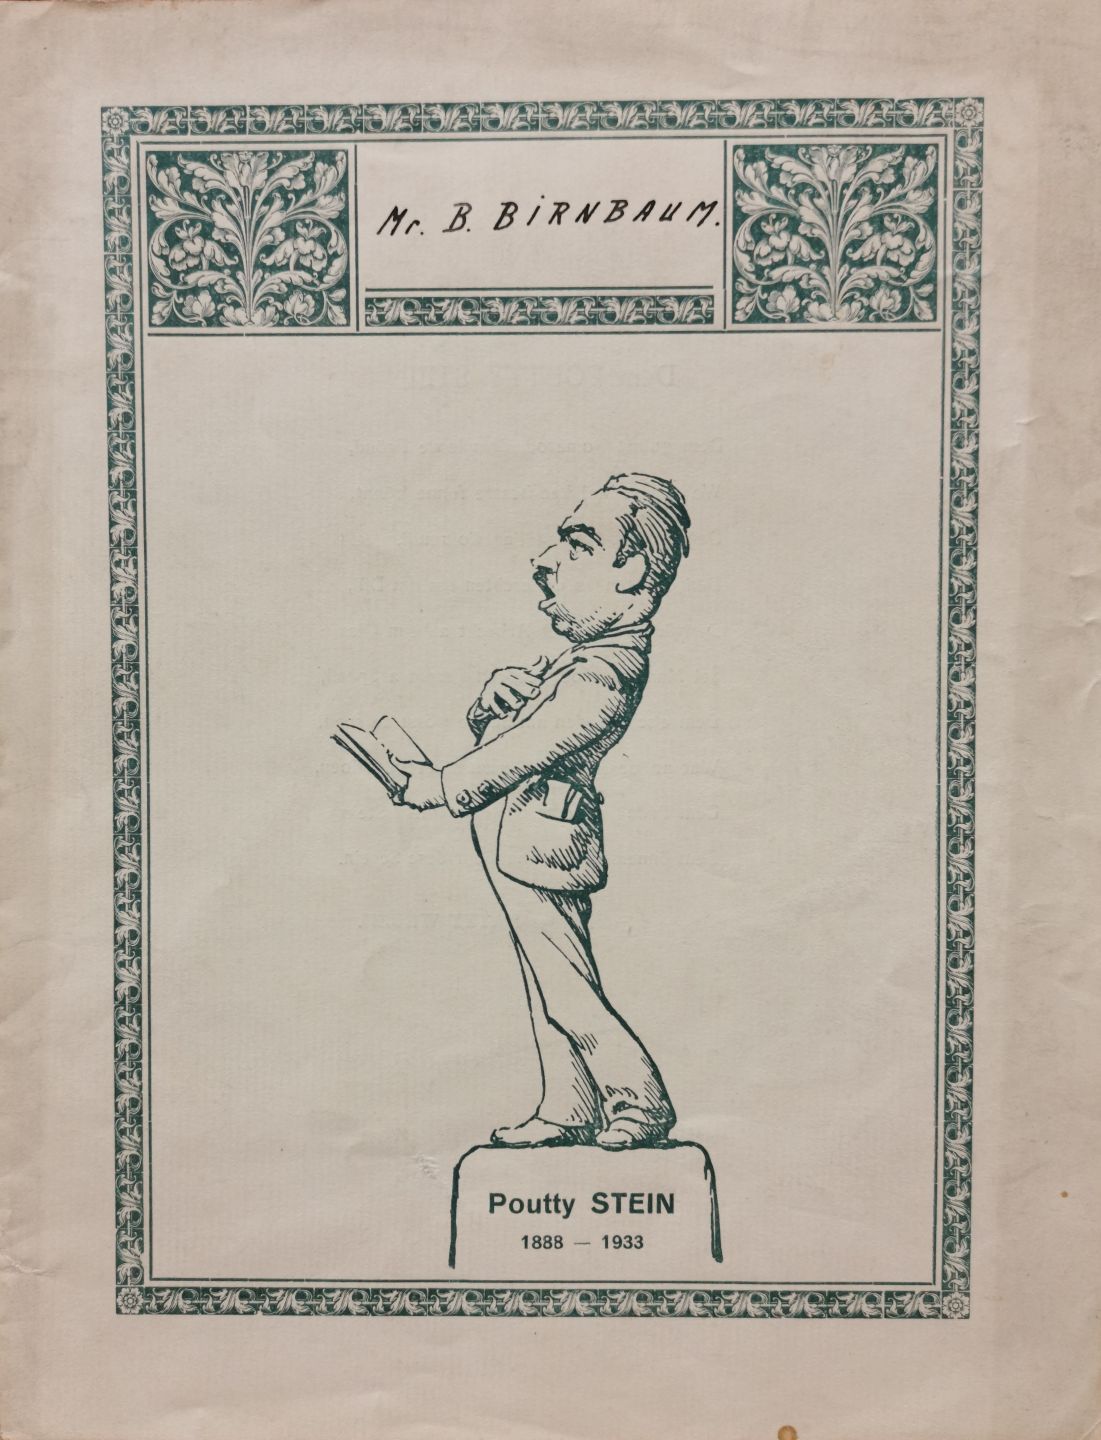 Mr. B. BiRNBAUM.
Poutty STEIN
1888 — 1933